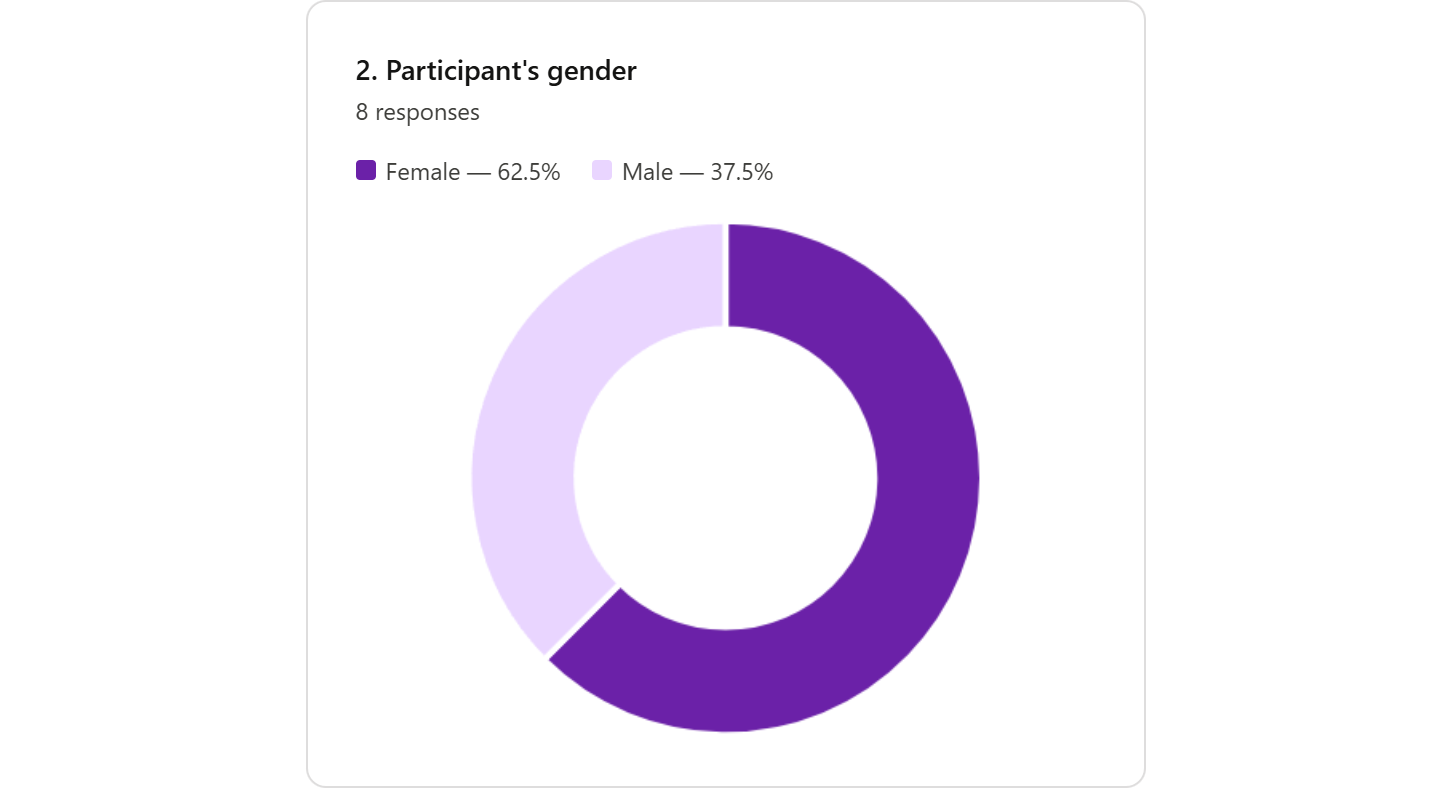 2. Participant's gender
8 responses
Female — 62.5% Male — 37.5%